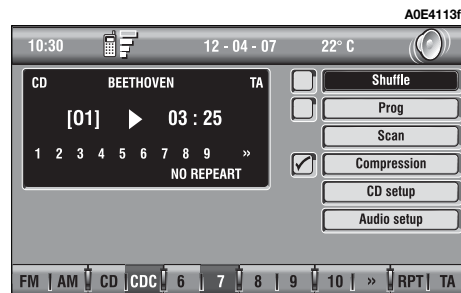 A0E4113f
10:30 12 - 04 - 07 22° C
CD BEETHOVEN TA
[01] 03 : 25
1 2 3 4 5 6 7 8 9 »
NO REPEART
Shuffle
Prog
Scan
Compression
CD setup
Audio setup
FM AM CD CDC 6 7 8 9 10 » RPT TA